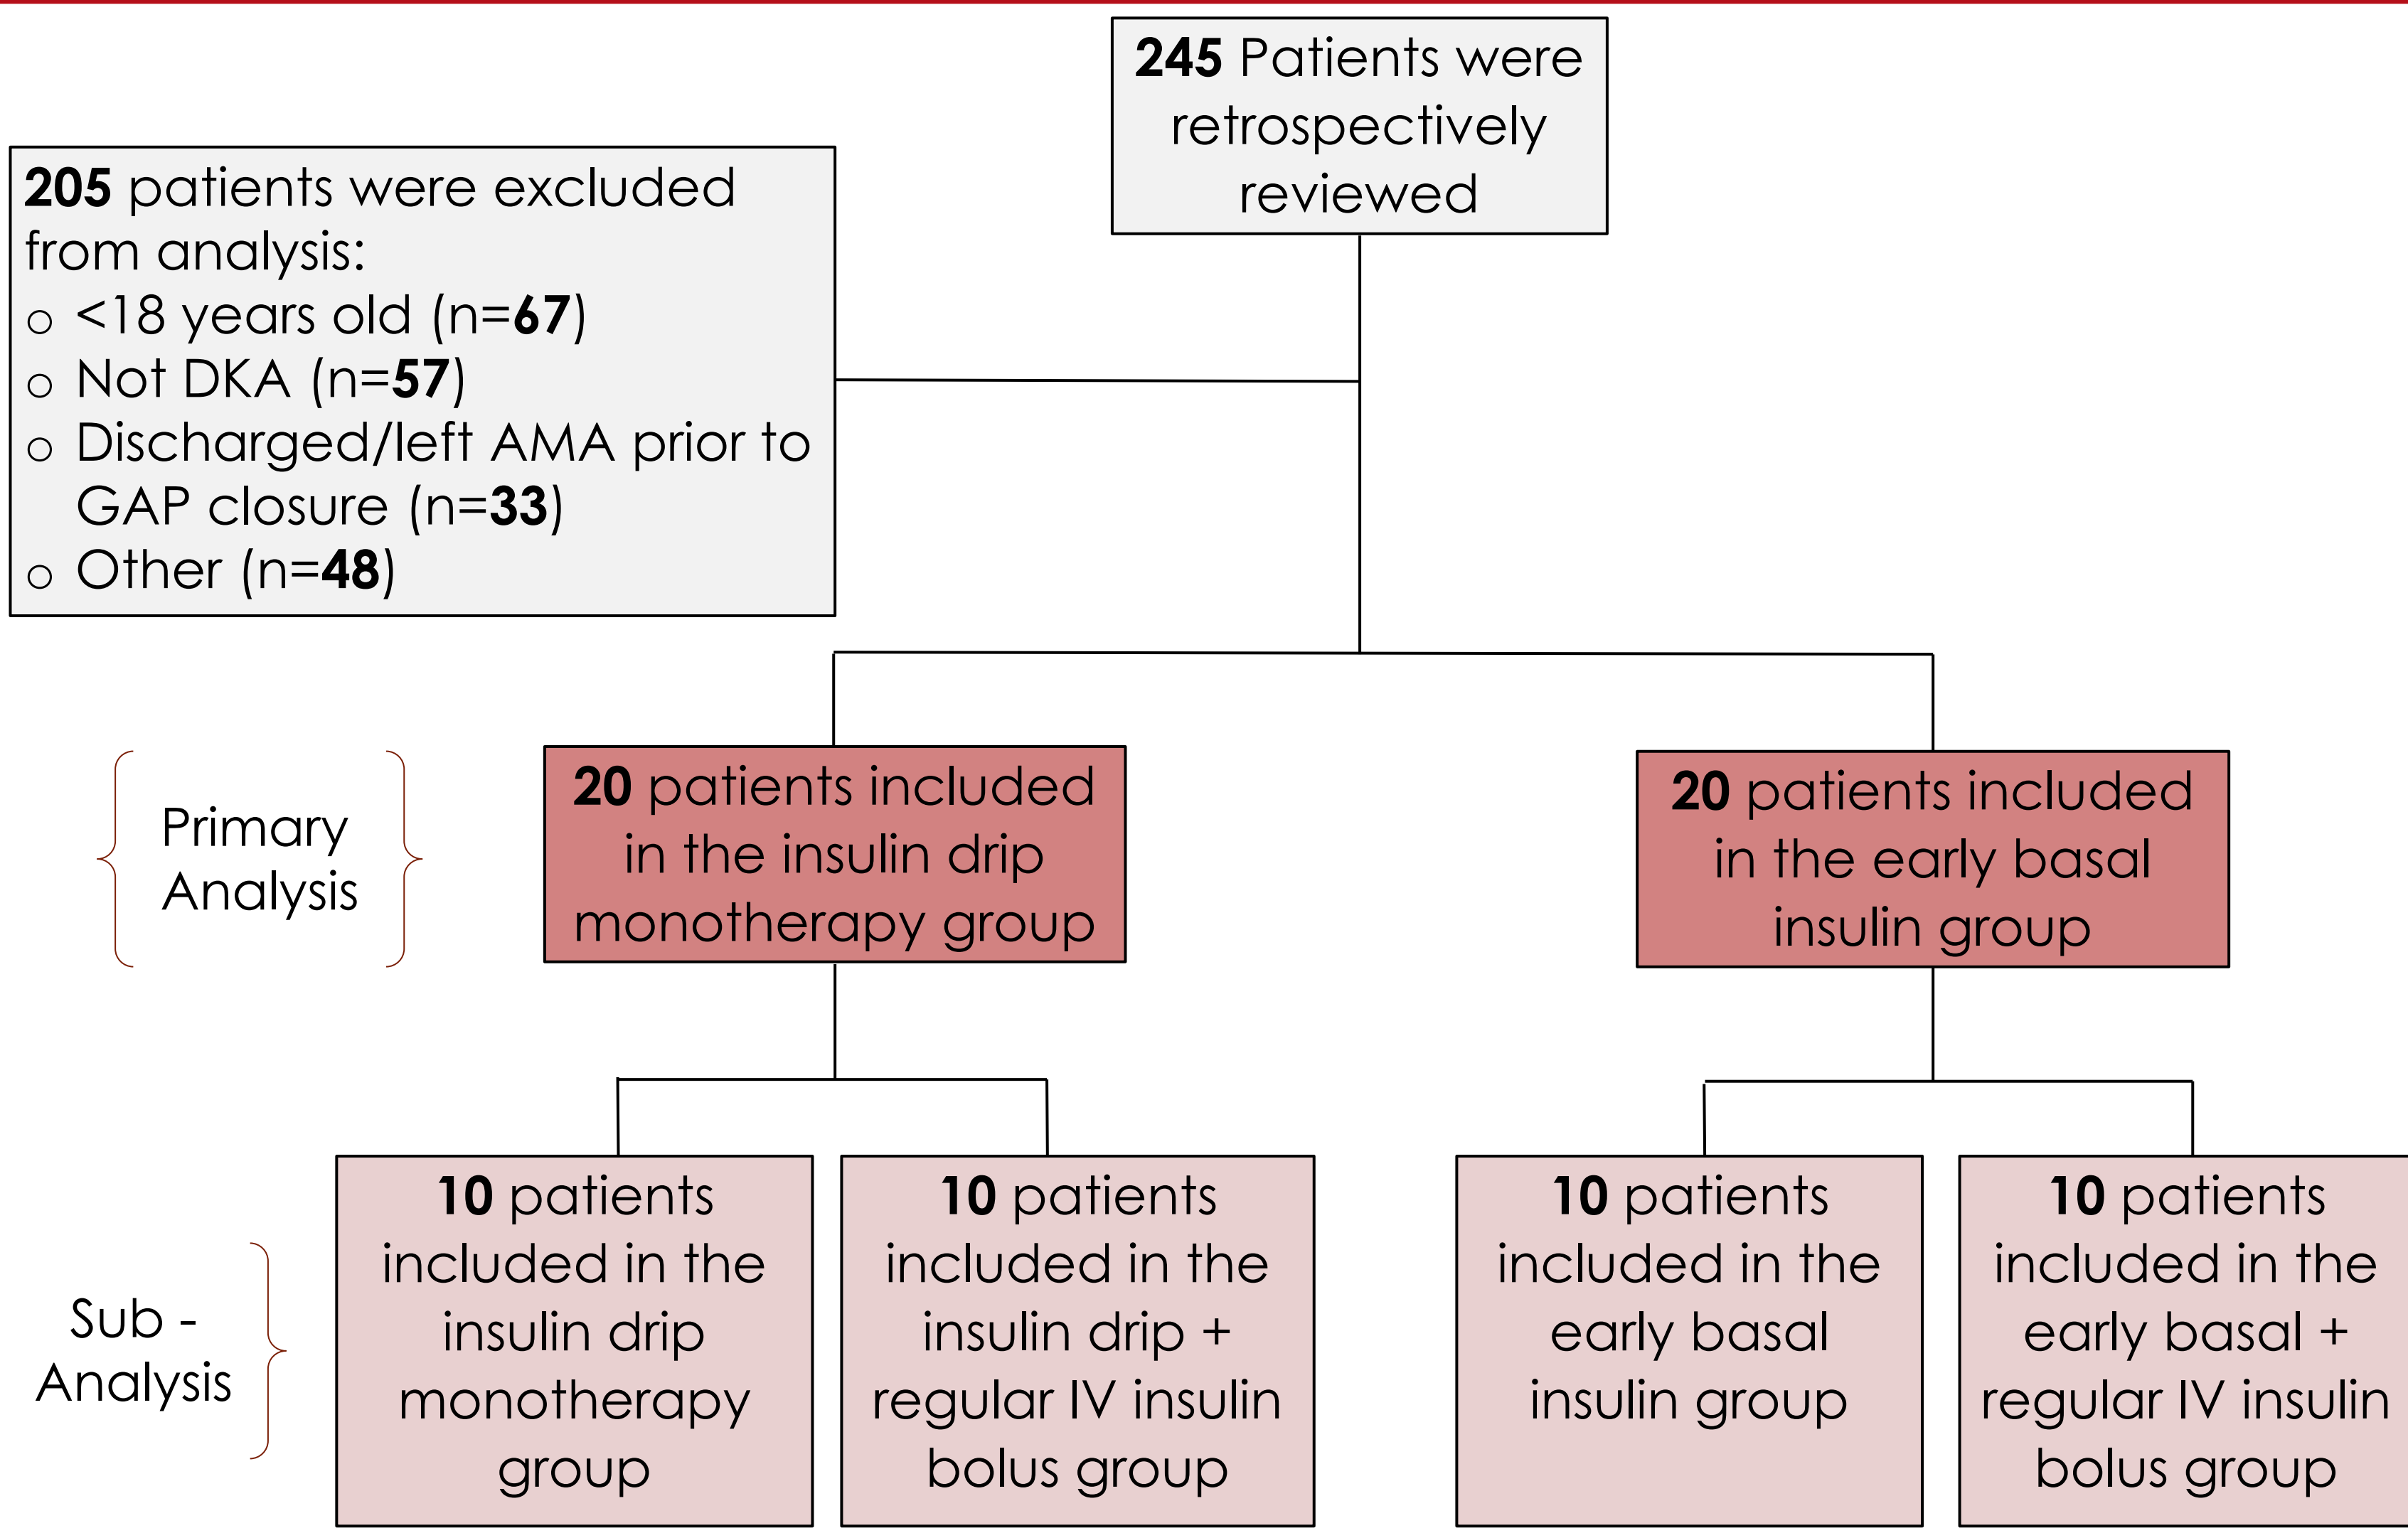 245 Patients were
retrospectively
reviewed
205 patients were excluded
from analysis:
○ <18 years old (n=67)
○ Not DKA (n=57)
○ Discharged/left AMA prior to
GAP closure (n=33)
○ Other (n=48)
Primary
Analysis
20 patients included
in the insulin drip
monotherapy group
20 patients included
in the early basal
insulin group
Sub -
Analysis
10 patients
included in the
insulin drip
monotherapy
group
10 patients
included in the
insulin drip +
regular IV insulin
bolus group
10 patients
included in the
early basal
insulin group
10 patients
included in the
early basal +
regular IV insulin
bolus group